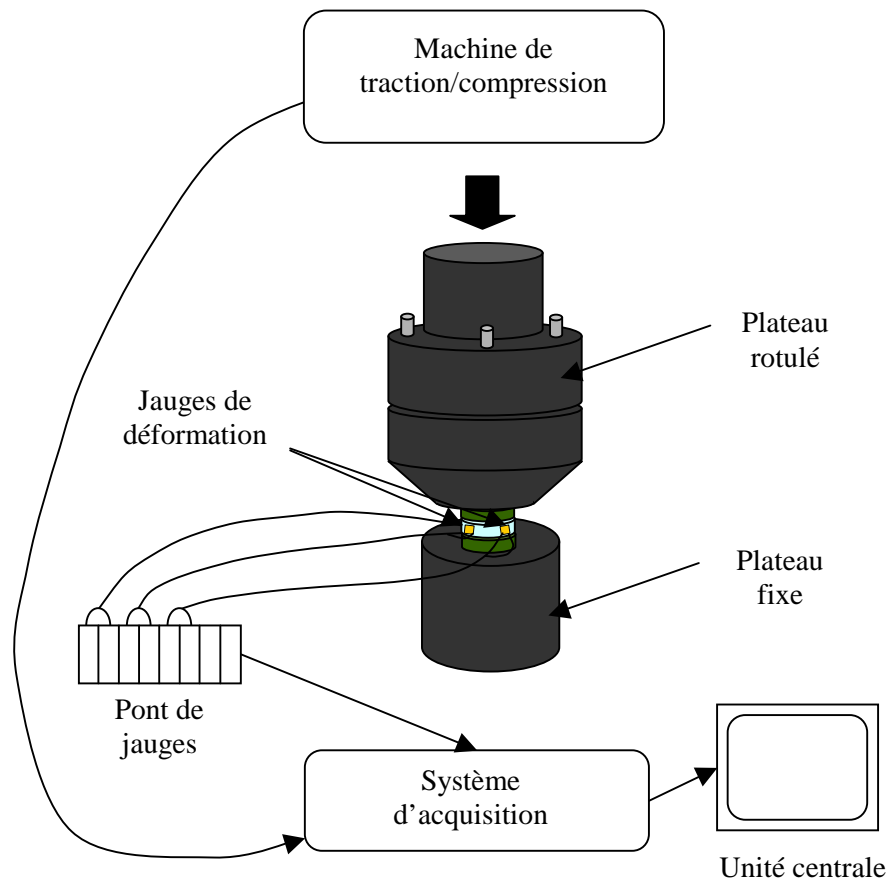 Machine de
traction/compression
Plateau
rotulé
Jauges de
déformation
Plateau
fixe
Pont de
jauges
Système
d’acquisition
Unité centrale